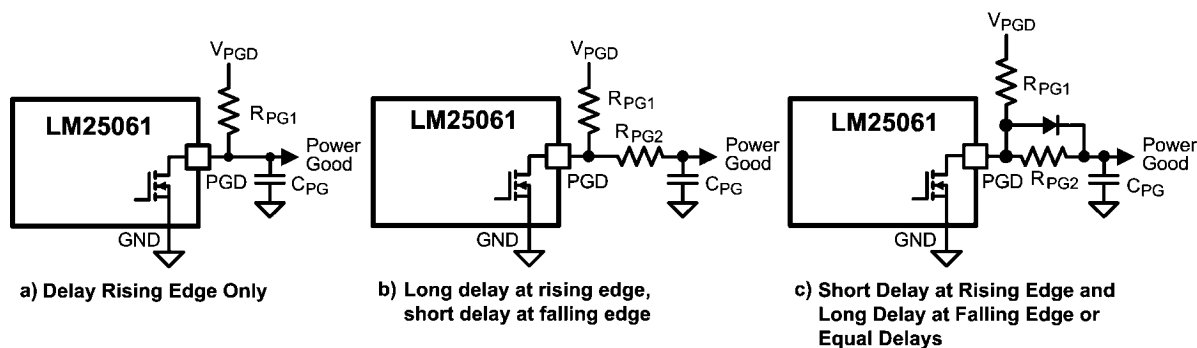 VPGD
RPG1
LM25061
Power
Good
PGD
CPG
GND
a) Delay Rising Edge Only
VPGD
RPG1
LM25061
RPG2
Power
Good
PGD
CPG
GND
b) Long delay at rising edge,
short delay at falling edge
VPGD
RPG1
LM25061
Power
Good
PGD
RPG2
CPG
GND
c) Short Delay at Rising Edge and
Long Delay at Falling Edge or
Equal Delays